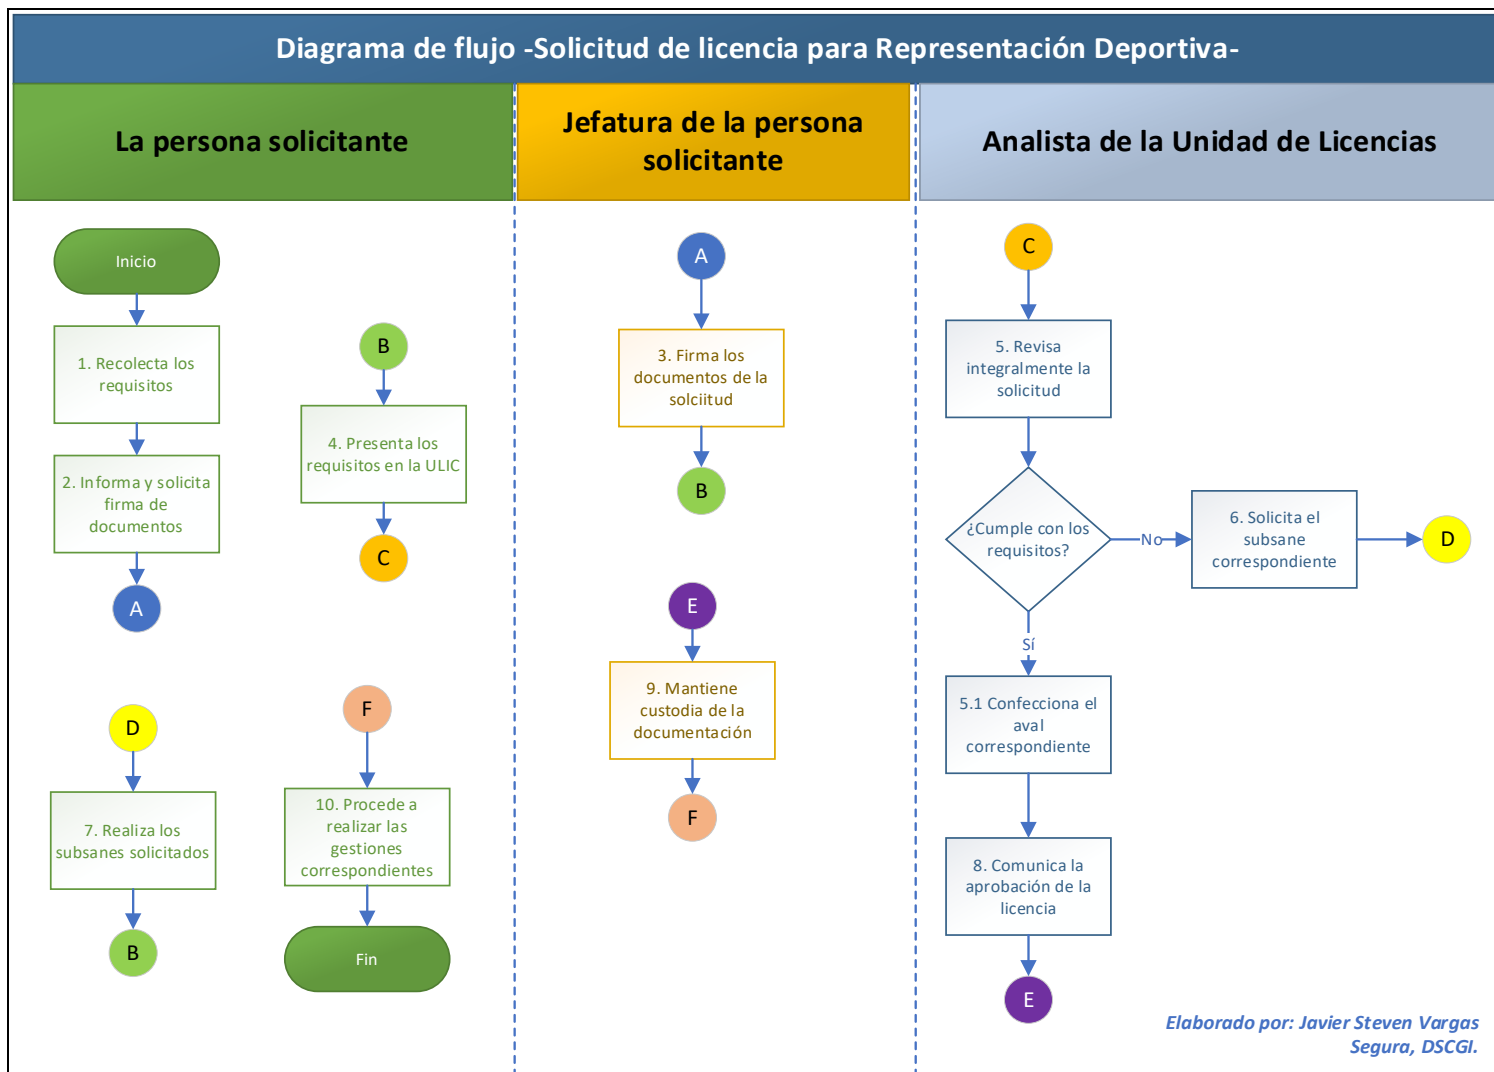 Diagrama de flujo -Solicitud de licencia para Representación Deportiva-
La persona solicitante
Jefatura de la persona
solicitante
Analista de la Unidad de Licencias
Inicio
1. Recolecta los
requisitos
2. Informa y solicita
firma de
documentos
A
B
4. Presenta los
requisitos en la ULIC
C
D
7. Realiza los
subsanes solicitados
B
F
10. Procede a
realizar las
gestiones
correspondientes
Fin
A
3. Firma los
documentos de la
solciitud
B
E
9. Mantiene
custodia de la
documentación
F
C
5. Revisa
integralmente la
solicitud
¿Cumple con los
requisitos?
No
6. Solicita el
subsane
correspondiente
D
Sí
5.1 Confecciona el
aval
correspondiente
8. Comunica la
aprobación de la
licencia
E
Elaborado por: Javier Steven Vargas
Segura, DSCGI.